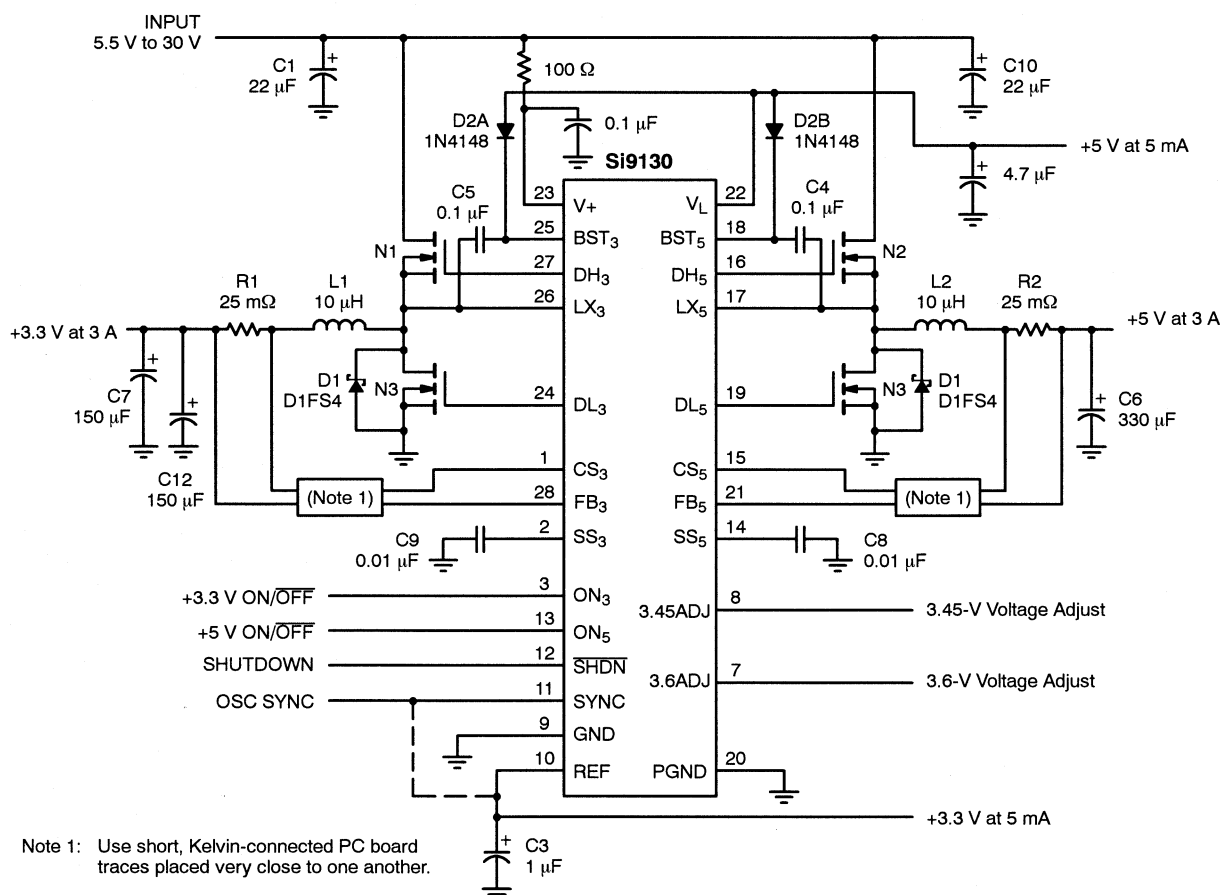 INPUT
5.5 V to 30 V
C1
22 µF
+
100 Ω
+
C10
22 µF
D2A
1N4148
0.1 µF
D2B
1N4148
+5 V at 5 mA
Si9130
+
4.7 µF
C5
0.1 µF
23
V+
22
VL
C4
0.1 µF
25
BST3
18
BST5
N1
27
DH3
16
DH5
N2
R1
25 mΩ
L1
10 µH
26
LX3
17
LX5
L2
10 µH
R2
25 mΩ
+3.3 V at 3 A
+5 V at 3 A
+
C7
150 µF
+
C12
150 µF
D1
D1FS4
N3
24
DL3
19
DL5
N3
D1
D1FS4
+
C6
330 µF
1
CS3
15
CS5
(Note 1)
28
FB3
21
FB5
(Note 1)
C9
0.01 µF
2
SS3
14
SS5
C8
0.01 µF
+3.3 V ON/OFF
3
ON3
3.45ADJ
8
3.45-V Voltage Adjust
+5 V ON/OFF
13
ON5
SHUTDOWN
12
SHDN
3.6ADJ
7
3.6-V Voltage Adjust
OSC SYNC
11
SYNC
9
GND
10
REF
PGND
20
+3.3 V at 5 mA
+
C3
1 µF
Note 1: Use short, Kelvin-connected PC board
traces placed very close to one another.